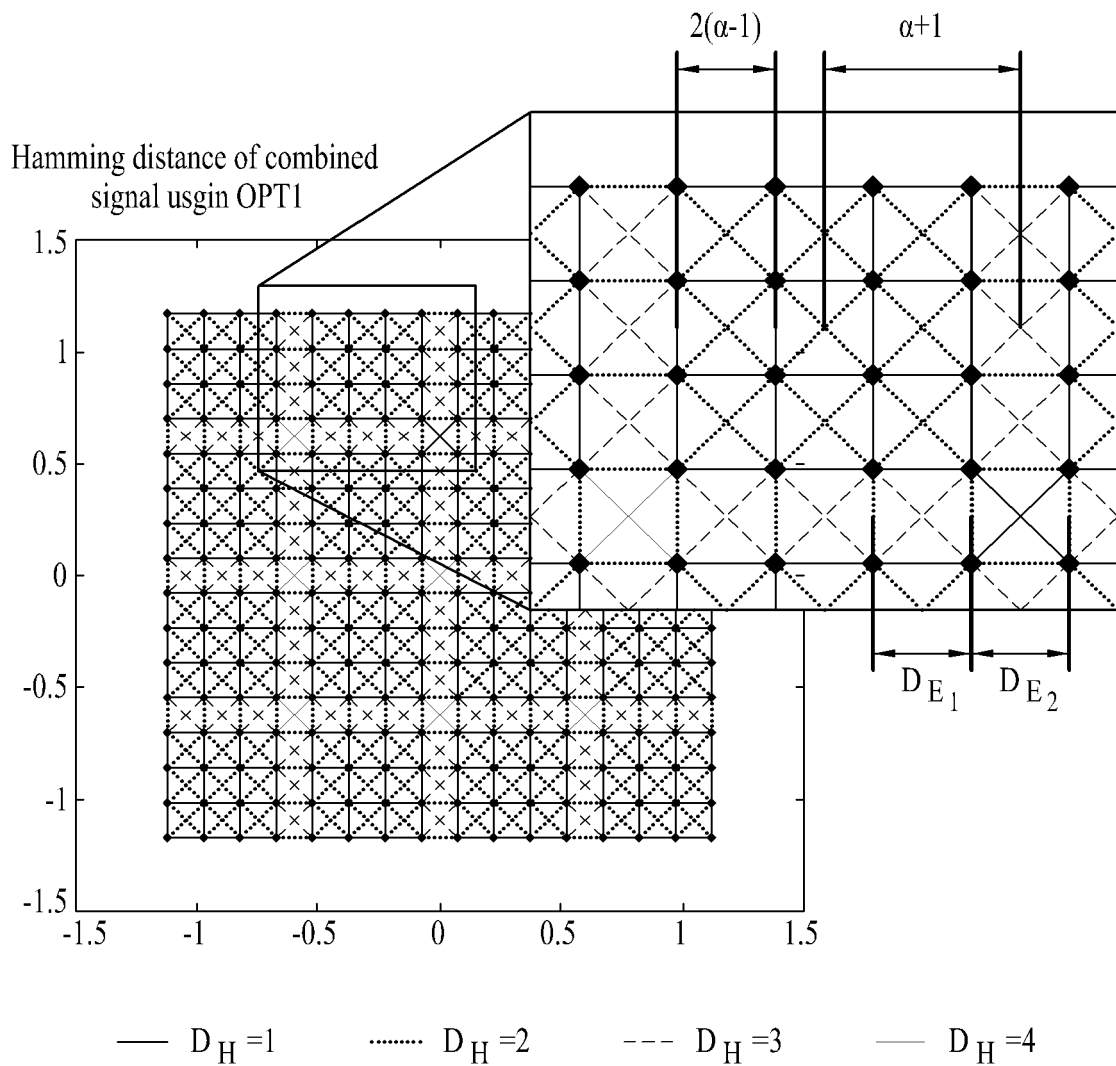 2(α-1)
α+1
Hamming distance of combined
signal usgin OPT1
1.5
1
0.5
0
-0.5
-1
-1.5
-1.5
-1
-0.5
0
0.5
1
1.5
D E 1
D E 2
D H =1
D H =2
D H =3
D H =4